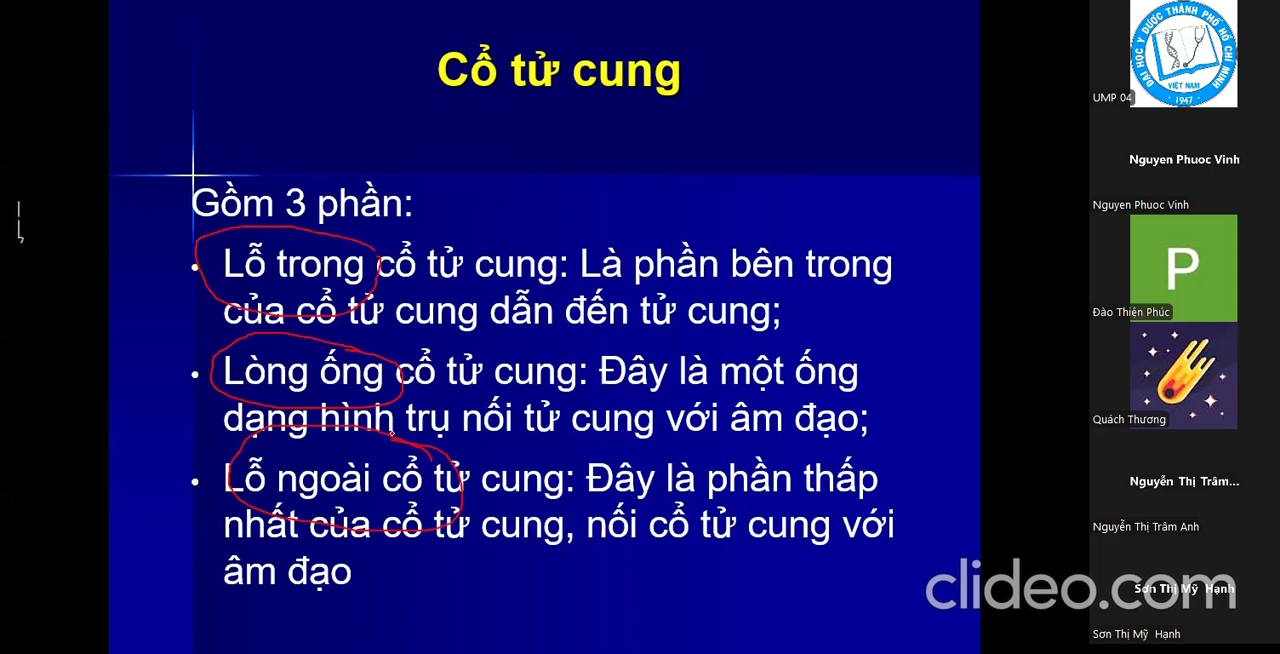 Cổ tử cung
Gồm 3 phần:
• Lỗ trong cổ tử cung: Là phần bên trong
của cổ tử cung dẫn đến tử cung;
• Lòng ống cổ tử cung: Đây là một ống
dạng hình trụ nối tử cung với âm đạo;
• Lỗ ngoài cổ tử cung: Đây là phần thấp
nhất của cổ tử cung, nối cổ tử cung với
âm đạo
ĐẠI HỌC Y DƯỢC THÀNH PHỐ HỒ CHÍ MINH
VIỆT NAM
1947
UMP 04
Nguyen Phuoc Vinh
Nguyen Phuoc Vinh
P
Đào Thiện Phúc
Quách Thương
Nguyễn Thị Trâm...
Nguyễn Thị Trâm Anh
Sơn Thị Mỹ Hạnh
Sơn Thị Mỹ Hạnh
clideo.com